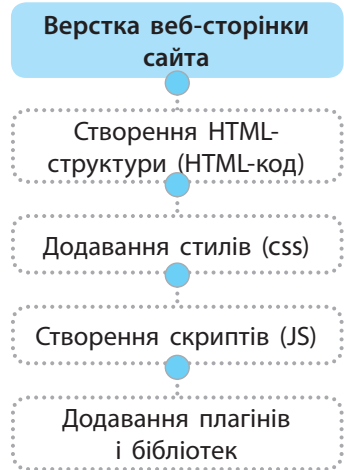 Верстка веб-сторінки
сайта
Створення HTML-
структури (HTML-код)
Додавання стилів (css)
Створення скриптів (JS)
Додавання плагінів
і бібліотек